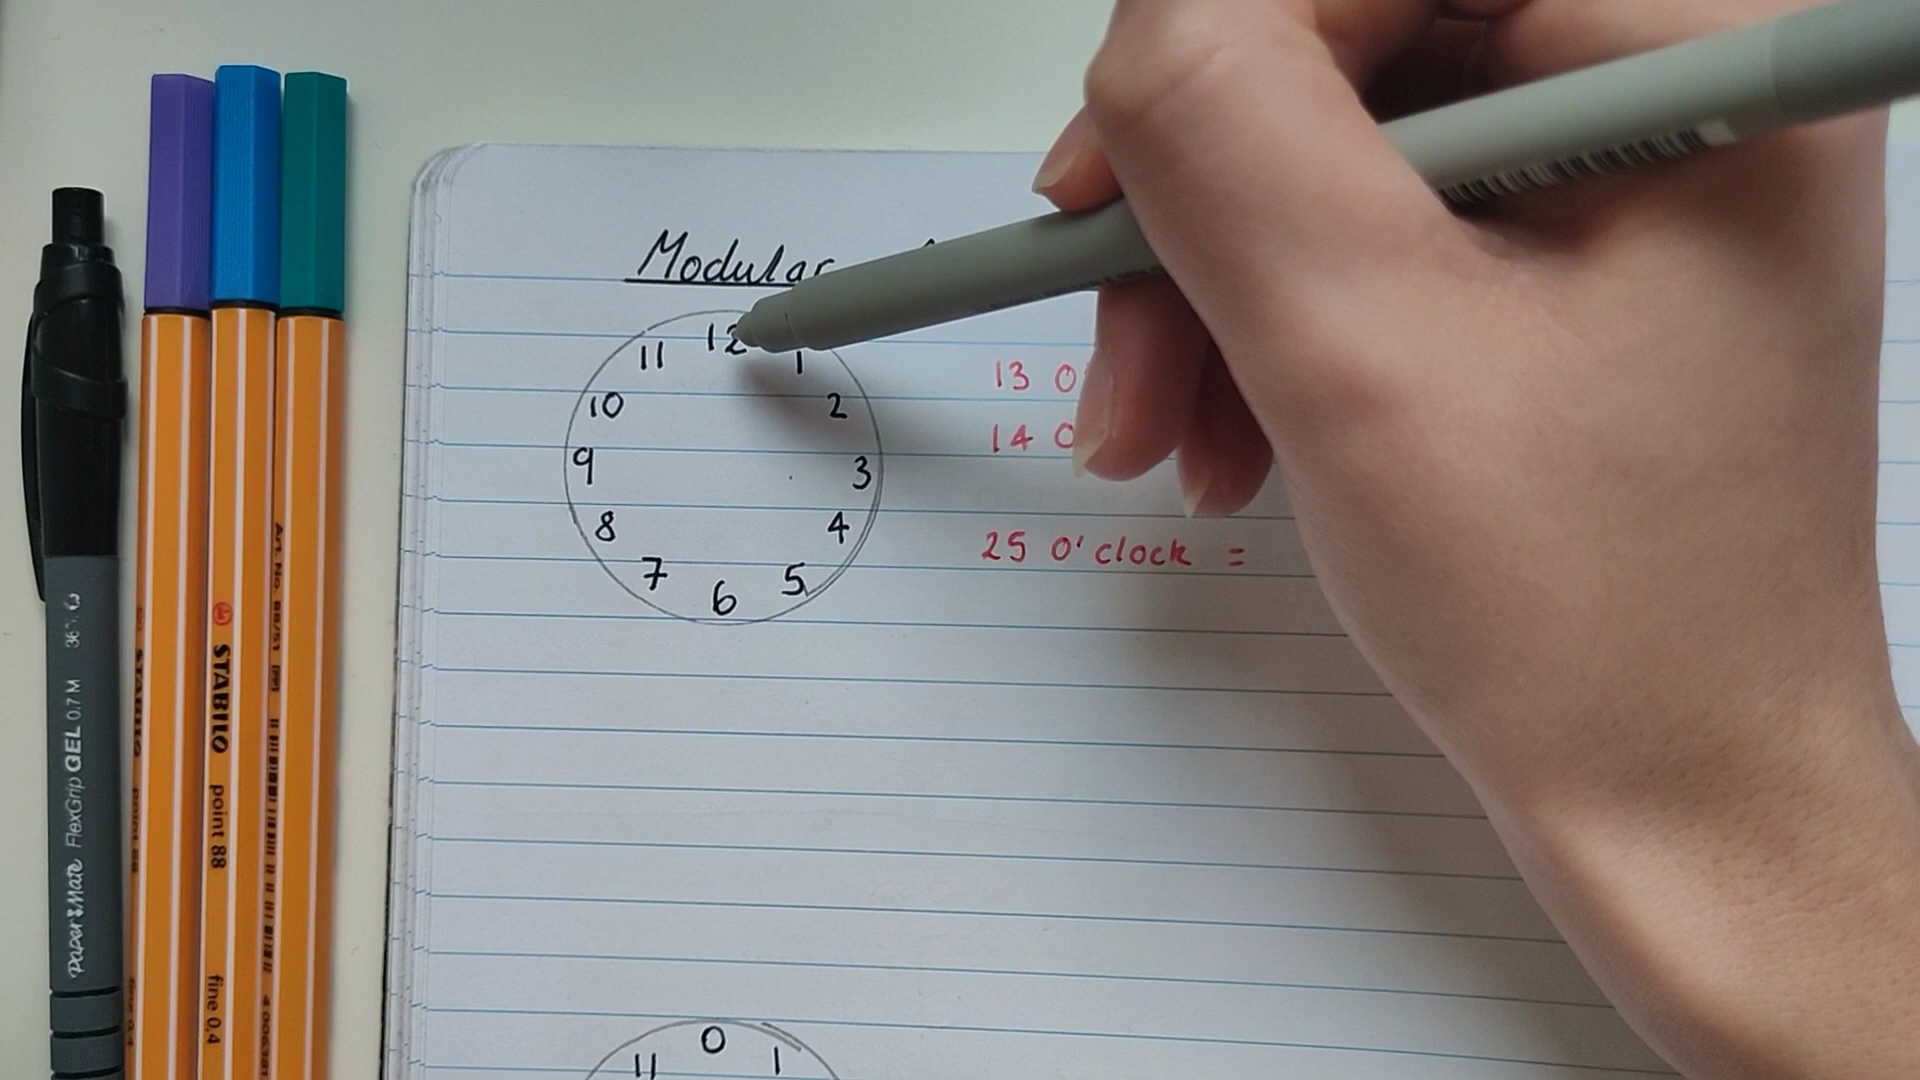 Modular
12
11
1
10
2
9
3
8
4
7
5
6
13 O
14 O
25 O'clock =
0
11
1
Paper Mate FlexGrip GEL 0.7 M
STABILO point 88 fine 0.4